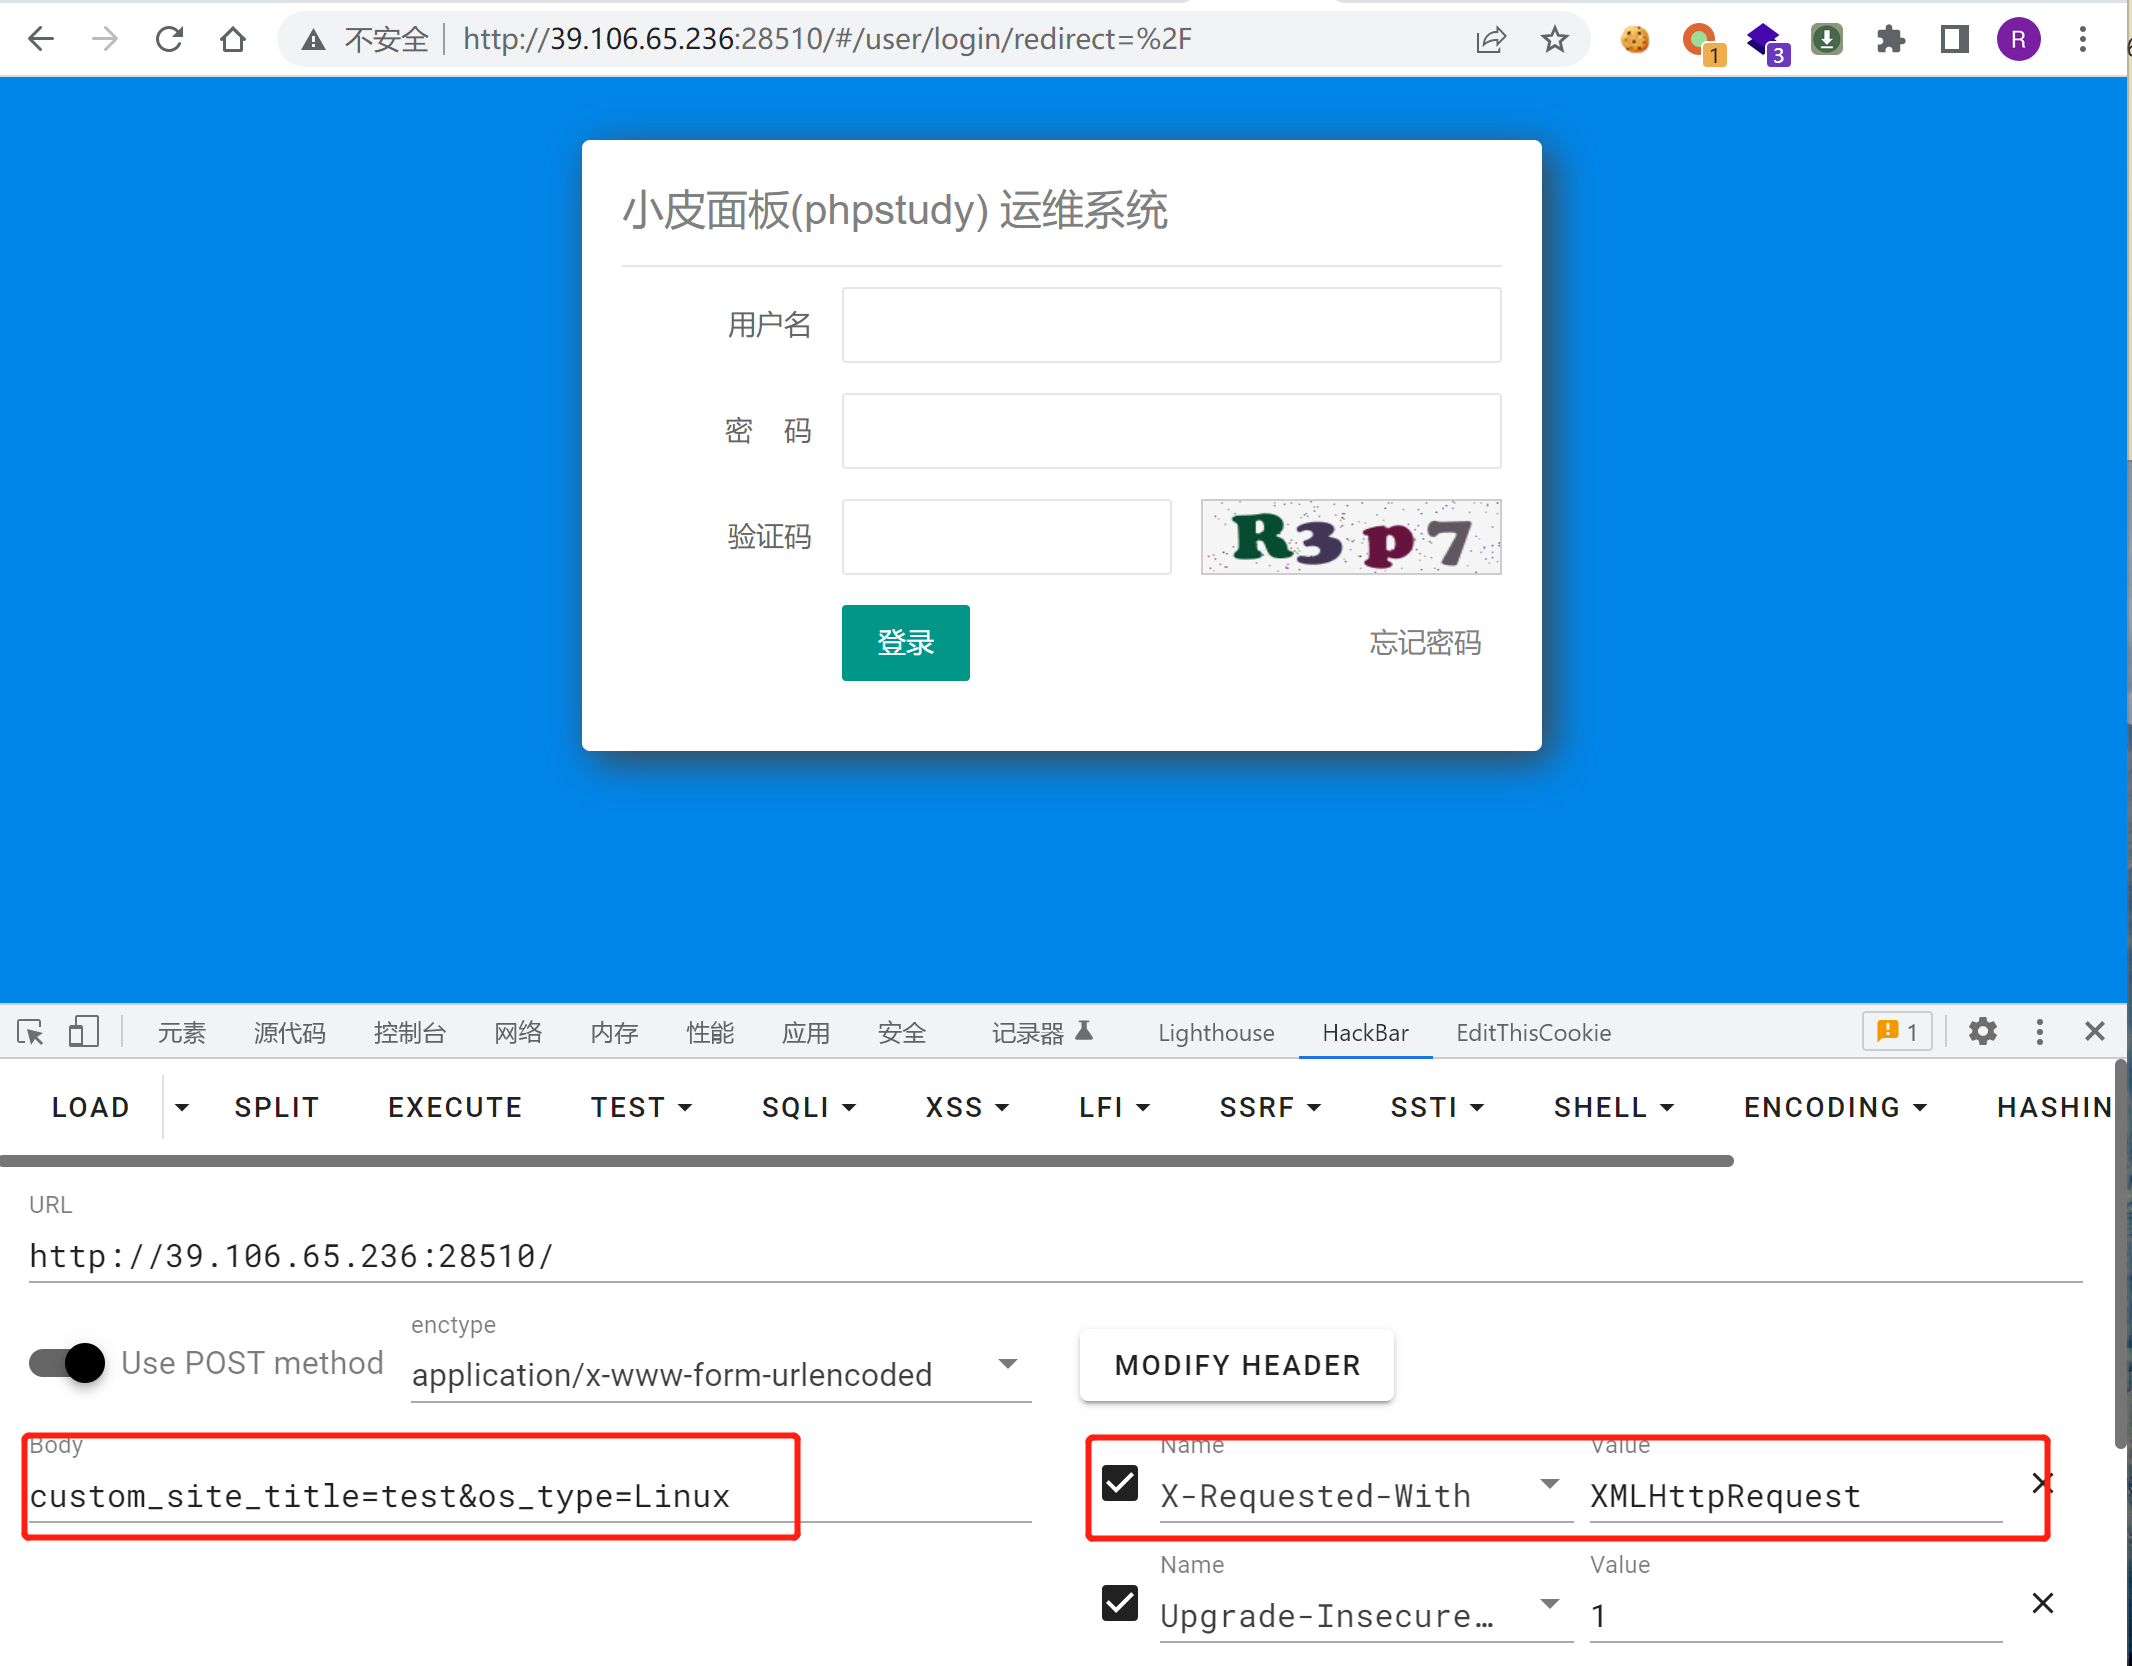 不安全 http://39.106.65.236:28510/#/user/login/redirect=%2F
1
3
R
小皮面板(phpstudy) 运维系统
用户名
密 码
验证码 R3p7
登录 忘记密码
元素 源代码 控制台 网络 内存 性能 应用 安全 记录器 Lighthouse HackBar EditThisCookie 1
LOAD SPLIT EXECUTE TEST SQLI XSS LFI SSRF SSTI SHELL ENCODING HASHIN
URL
http://39.106.65.236:28510/
enctype
Use POST method application/x-www-form-urlencoded MODIFY HEADER
Body Name Value
custom_site_title=test&os_type=Linux X-Requested-With XMLHttpRequest
Name Value
Upgrade-Insecure… 1